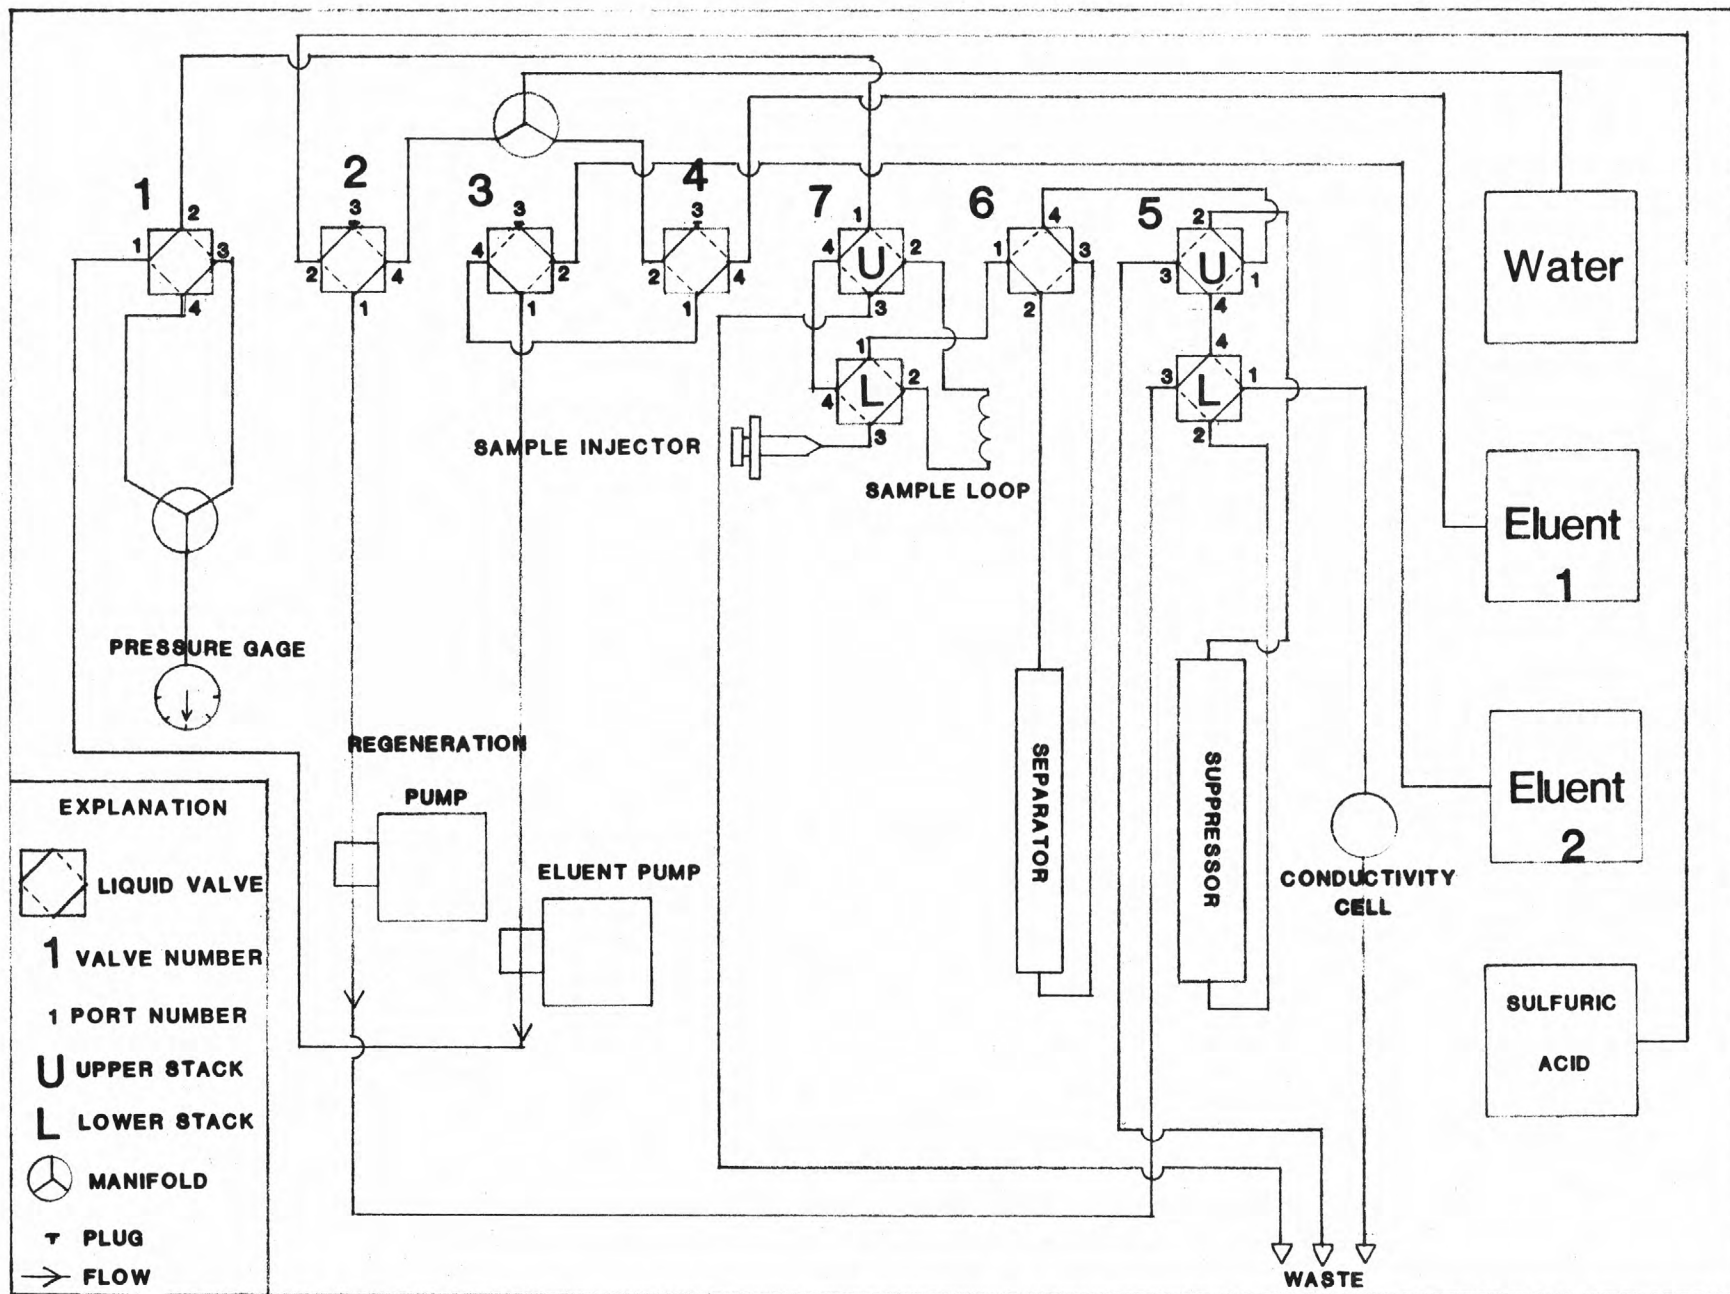 1
2
3
4
7
6
5
2
1
3
4
3
2
4
1
3
4
2
1
3
2
4
1
1
4
2
3
U
1
4
2
3
L
4
1
3
2
2
3
1
4
U
4
3
1
2
L
Water
Eluent
1
Eluent
2
SULFURIC
ACID
SAMPLE INJECTOR
SAMPLE LOOP
PRESSURE GAGE
REGENERATION
PUMP
ELUENT PUMP
SEPARATOR
SUPPRESSOR
CONDUCTIVITY
CELL
WASTE
EXPLANATION
LIQUID VALVE
1 VALVE NUMBER
1 PORT NUMBER
U UPPER STACK
L LOWER STACK
MANIFOLD
PLUG
FLOW